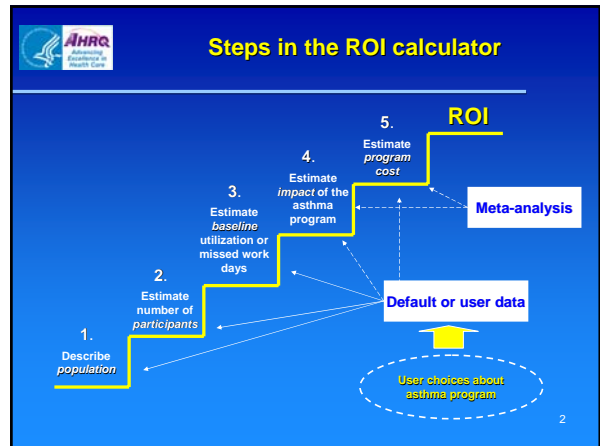 AHRQ
Advancing
Excellence in
Health Care
Steps in the ROI calculator
ROI
5.
Estimate
program
cost
4.
Estimate
impact of the
asthma
program
3.
Estimate
baseline
utilization or
missed work
days
2.
Estimate
number of
participants
1.
Describe
population
Meta-analysis
Default or user data
User choices about
asthma program
2